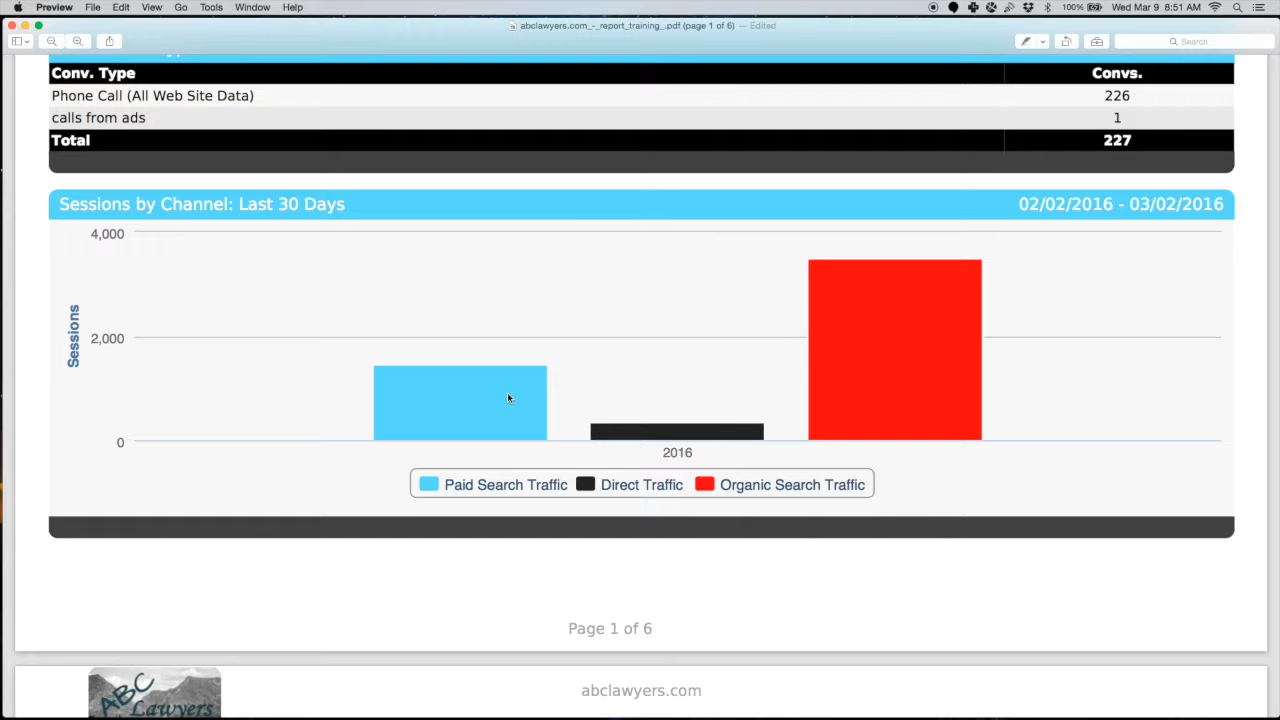 Preview File Edit View Go Tools Window Help 100% Wed Mar 9 8:51 AM
abclawyers.com_-_report_training_.pdf (page 1 of 6) — Edited
Search
Conv. Type Convs.
Phone Call (All Web Site Data) 226
calls from ads 1
Total 227
Sessions by Channel: Last 30 Days 02/02/2016 - 03/02/2016
4,000
Sessions
2,000
0
2016
Paid Search Traffic Direct Traffic Organic Search Traffic
Page 1 of 6
abclawyers.com
ABC
Lawyers